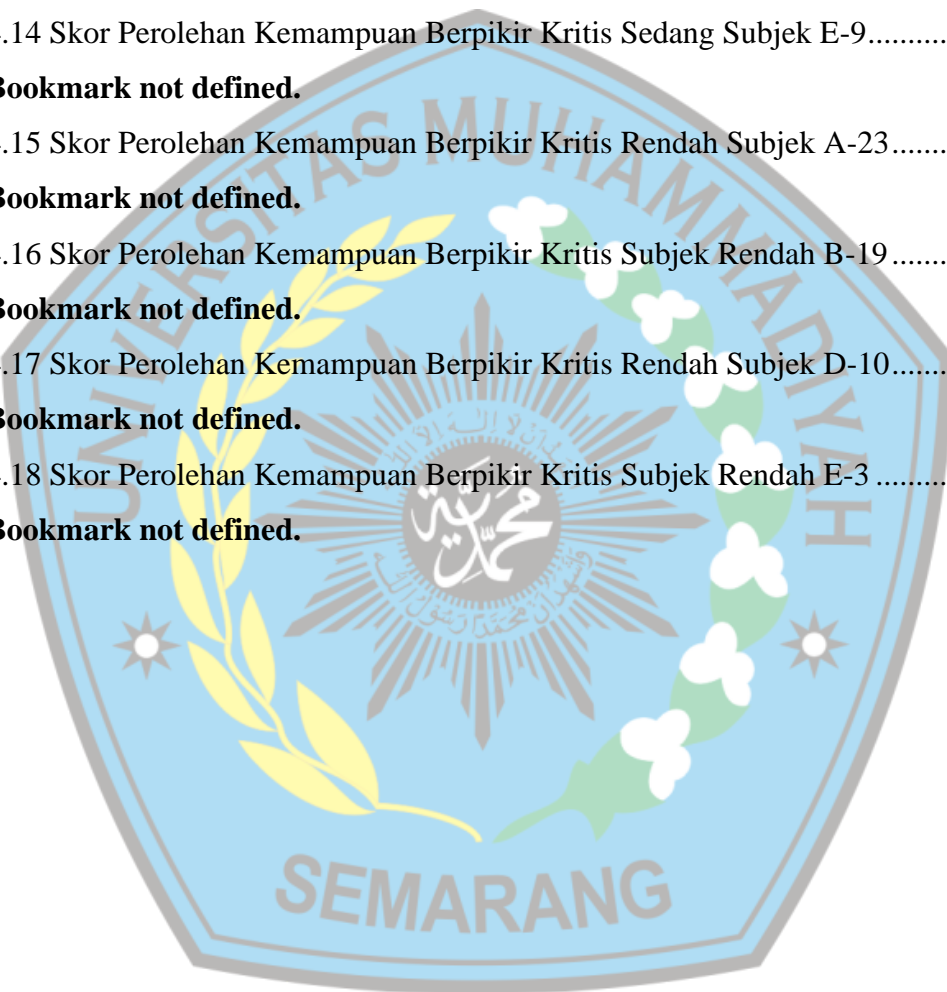 .14 Skor Perolehan Kemampuan Berpikir Kritis Sedang Subjek E-9..........
Bookmark not defined.
.15 Skor Perolehan Kemampuan Berpikir Kritis Rendah Subjek A-23.......
Bookmark not defined.
.16 Skor Perolehan Kemampuan Berpikir Kritis Subjek Rendah B-19.......
Bookmark not defined.
.17 Skor Perolehan Kemampuan Berpikir Kritis Rendah Subjek D-10.......
Bookmark not defined.
.18 Skor Perolehan Kemampuan Berpikir Kritis Subjek Rendah E-3.........
Bookmark not defined.
UNIVERSITAS MUHAMMADIYAH
محمدية
SEMARANG